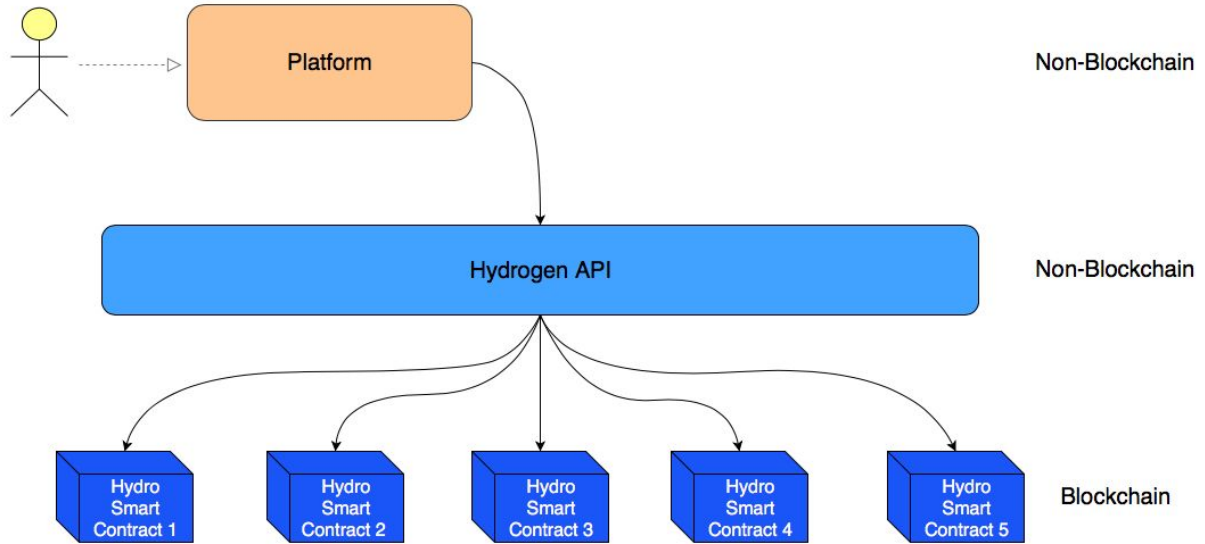 Platform
Non-Blockchain
Hydrogen API
Non-Blockchain
Hydro
Smart
Contract 1
Hydro
Smart
Contract 2
Hydro
Smart
Contract 3
Hydro
Smart
Contract 4
Hydro
Smart
Contract 5
Blockchain